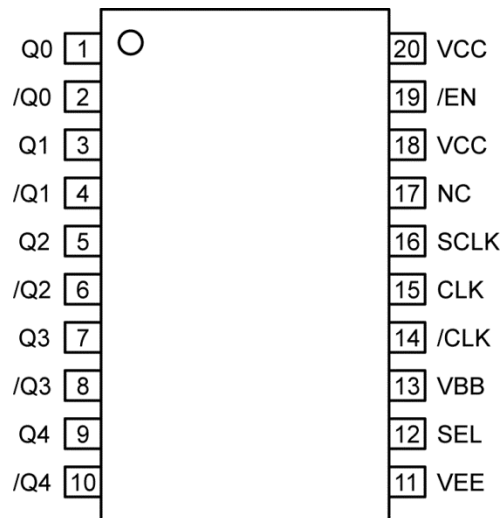 Q0 1 20 VCC
/Q0 2 19 /EN
Q1 3 18 VCC
/Q1 4 17 NC
Q2 5 16 SCLK
/Q2 6 15 CLK
Q3 7 14 /CLK
/Q3 8 13 VBB
Q4 9 12 SEL
/Q4 10 11 VEE